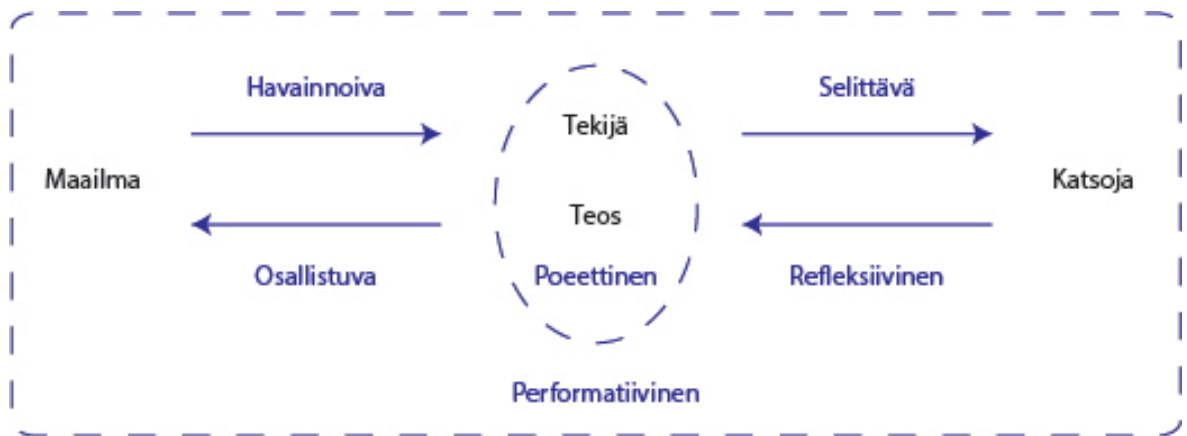 Havainnoiva
Selittävä
Tekijä
Maailma
Katsoja
Teos
Osallistuva
Poeettinen
Refleksiivinen
Performatiivinen